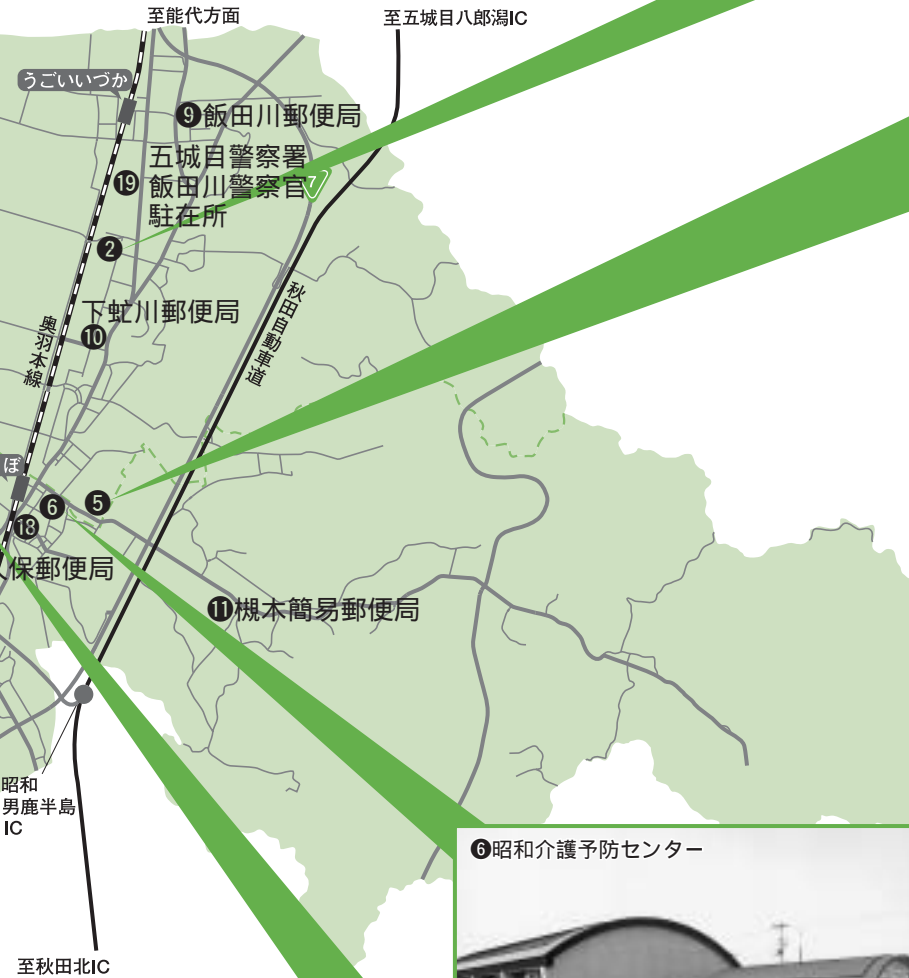 至能代方面
至五城目八郎潟IC
うごいいづか
❾飯田川郵便局
⓳
五城目警察署
飯田川警察官
駐在所
7
❷
下虻川郵便局
❿
秋田自動車道
奥羽本線
ぼ
❻
❺
⓲
久保郵便局
⓫槻木簡易郵便局
昭和
男鹿半島
IC
❻昭和介護予防センター
至秋田北IC